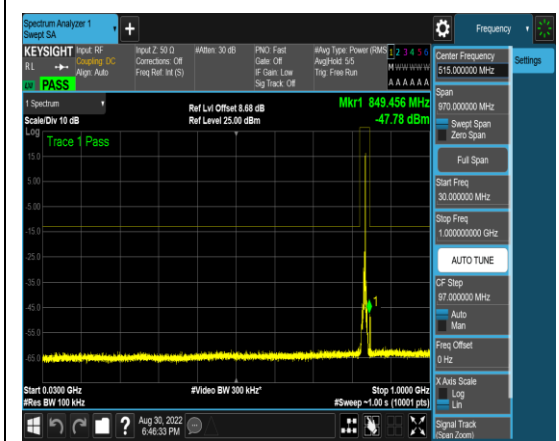 Spectrum Analyzer 1
Swept SA
Frequency
KEYSIGHT
RL
PASS
Input: RF
Coupling: DC
Align: Auto
Input Z: 50 Ω
Corrections: Off
Freq Ref: Int (S)
#Atten: 30 dB
PNO: Fast
Gate: Off
IF Gain: Low
Sig Track: Off
#Avg Type: Power (RMS
Avg|Hold: 5/5
Trig: Free Run
1 2 3 4 5 6
M W W W W W
A A A A A A
1 Spectrum
Scale/Div 10 dB
Ref Lvl Offset 8.68 dB
Ref Level 25.00 dBm
Mkr1 849.456 MHz
-47.78 dBm
Log
Trace 1 Pass
15.0
5.00
-5.00
-15.0
-25.0
-35.0
-45.0
-55.0
-65.0
1
Start 0.0300 GHz
#Res BW 100 kHz
#Video BW 300 kHz*
Stop 1.0000 GHz
#Sweep ~1.00 s (10001 pts)
Aug 30, 2022
6:46:33 PM
Center Frequency
515.000000 MHz
Settings
Span
970.000000 MHz
Swept Span
Zero Span
Full Span
Start Freq
30.000000 MHz
Stop Freq
1.000000000 GHz
AUTO TUNE
CF Step
97.000000 MHz
Auto
Man
Freq Offset
0 Hz
X Axis Scale
Log
Lin
Signal Track
(Span Zoom)